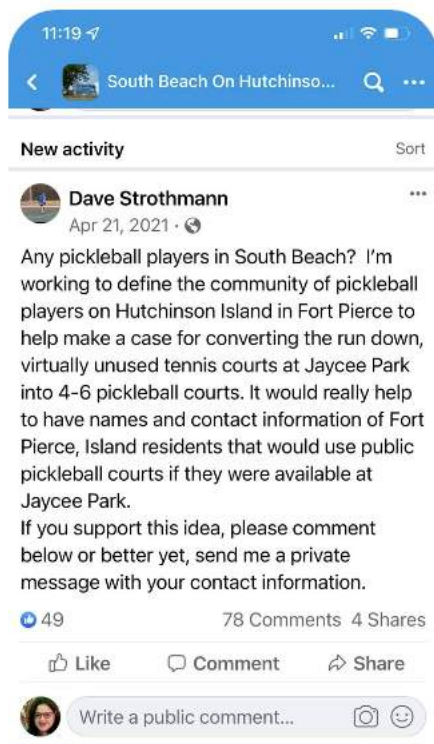 11:19
South Beach On Hutchinso...
New activity
Sort
Dave Strothmann
Apr 21, 2021 ·
Any pickleball players in South Beach? I'm
working to define the community of pickleball
players on Hutchinson Island in Fort Pierce to
help make a case for converting the run down,
virtually unused tennis courts at Jaycee Park
into 4-6 pickleball courts. It would really help
to have names and contact information of Fort
Pierce, Island residents that would use public
pickleball courts if they were available at
Jaycee Park.
If you support this idea, please comment
below or better yet, send me a private
message with your contact information.
49
78 Comments 4 Shares
Like
Comment
Share
Write a public comment...